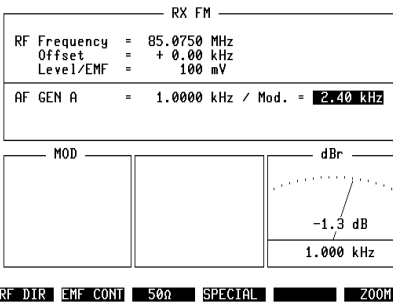 RX FM
RF Frequency = 85.0750 MHz
Offset = + 0.00 kHz
Level/EMF = 100 mV
AF GEN A = 1.0000 kHz / Mod. = 2.40 kHz
MOD
dBr
-1.3 dB
1.000 kHz
RF DIR EMF CONT 50Ω SPECIAL ZOOM